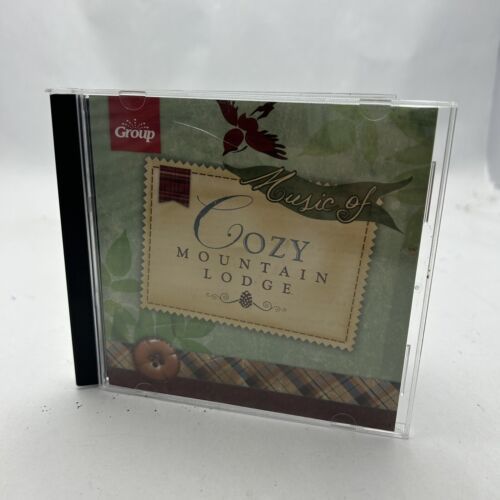 Group
Music of
Cozy
MOUNTAIN
LODGE